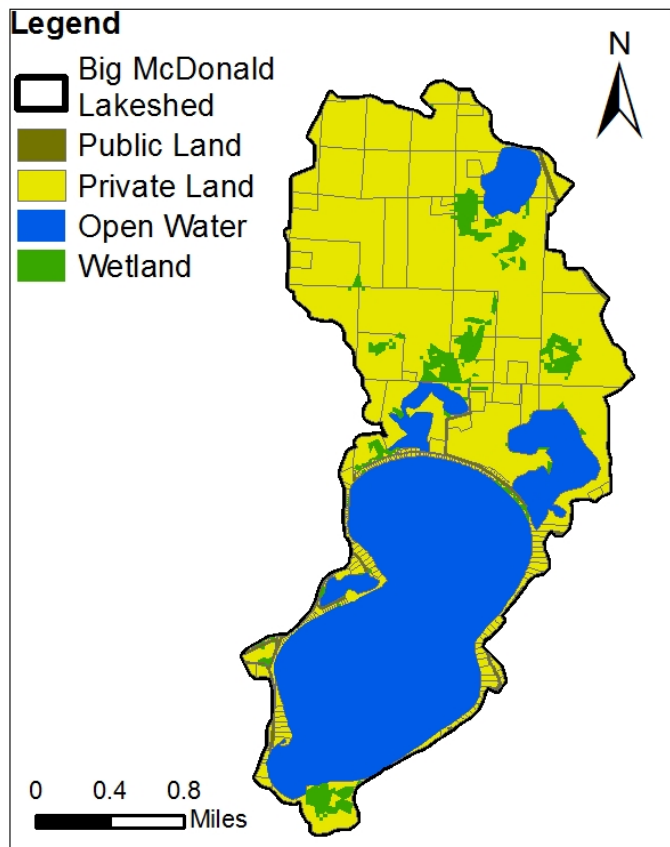 Legend
Big McDonald
Lakeshed
Public Land
Private Land
Open Water
Wetland
N
0 0.4 0.8
Miles